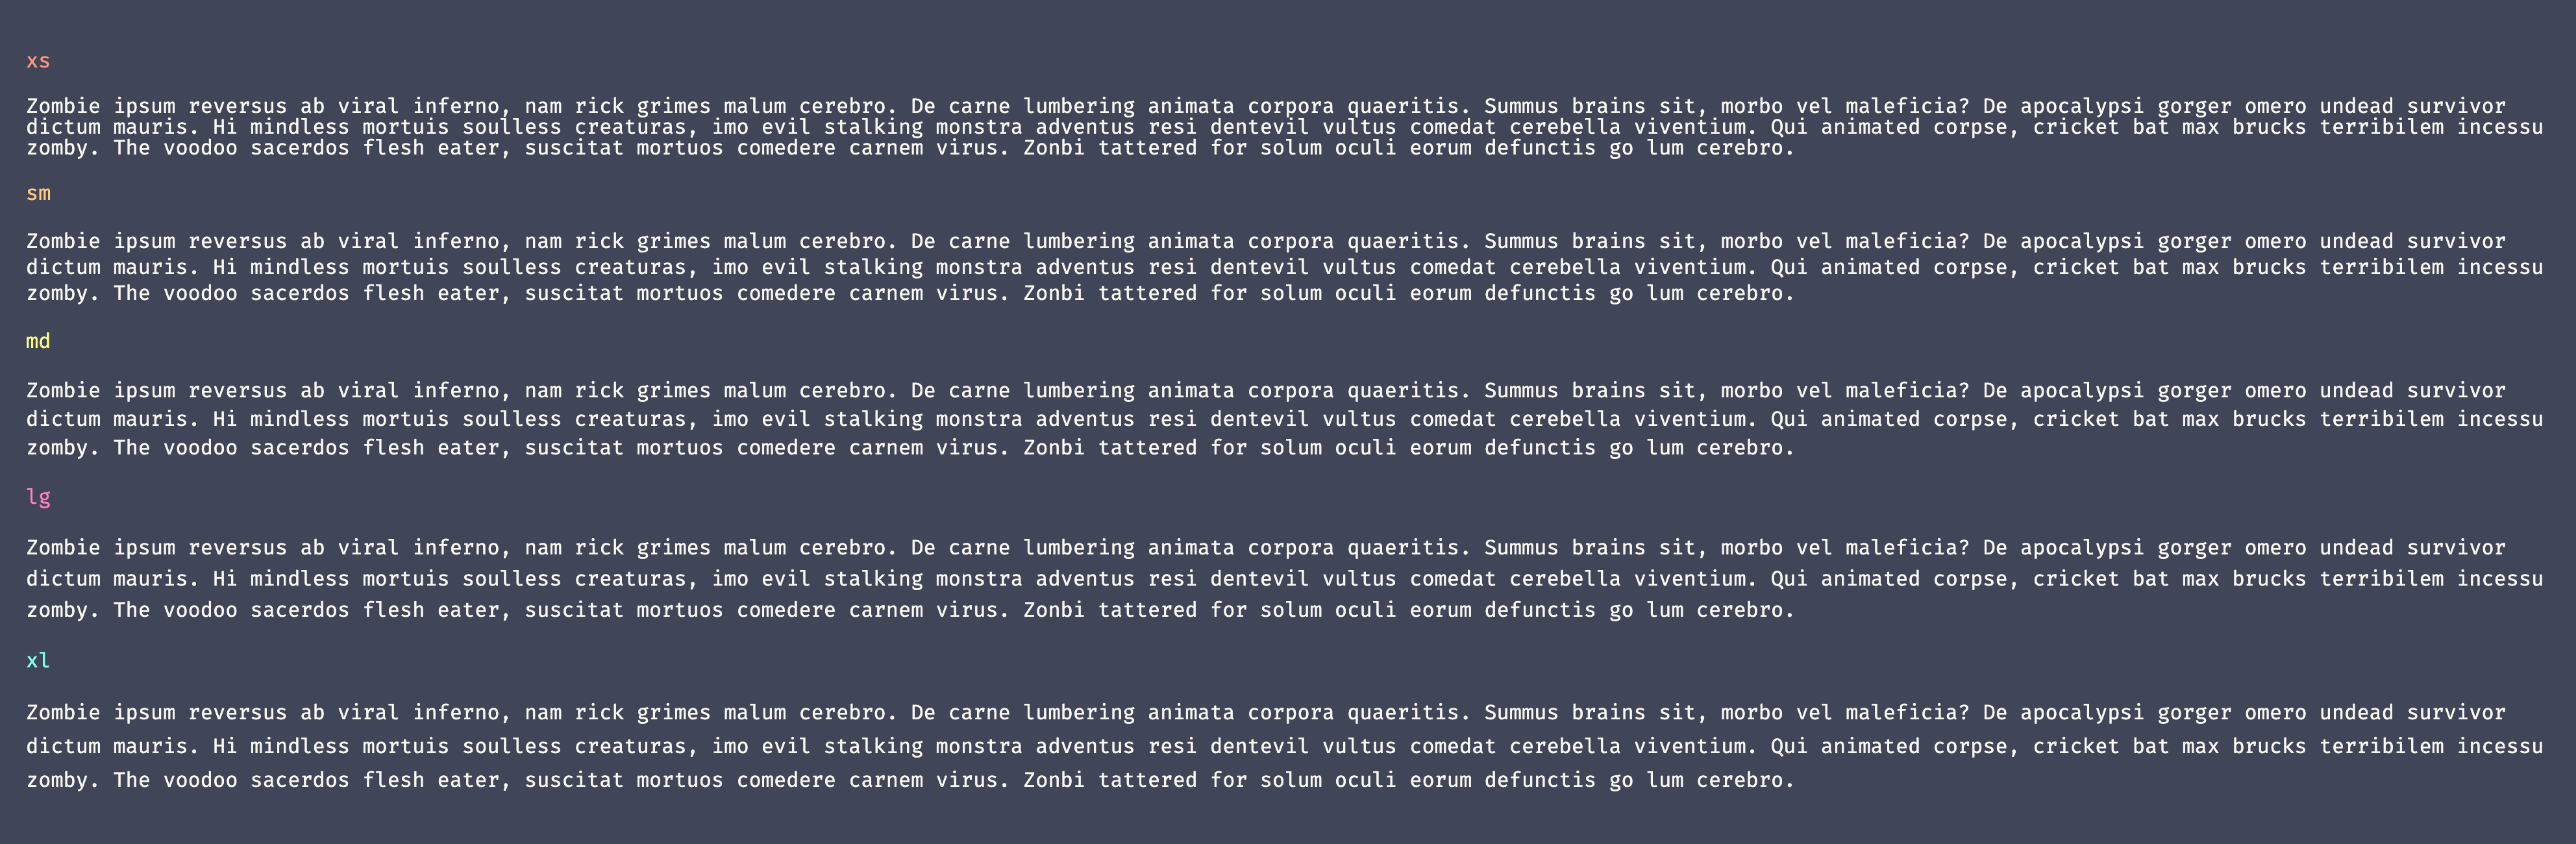 xs
Zombie ipsum reversus ab viral inferno, nam rick grimes malum cerebro. De carne lumbering animata corpora quaeritis. Summus brains sit, morbo vel maleficia? De apocalypsi gorger omero undead survivor
dictum mauris. Hi mindless mortuis soulless creaturas, imo evil stalking monstra adventus resi dentevil vultus comedat cerebella viventium. Qui animated corpse, cricket bat max brucks terribilem incessu
zomby. The voodoo sacerdos flesh eater, suscitat mortuos comedere carnem virus. Zonbi tattered for solum oculi eorum defunctis go lum cerebro.
sm
Zombie ipsum reversus ab viral inferno, nam rick grimes malum cerebro. De carne lumbering animata corpora quaeritis. Summus brains sit, morbo vel maleficia? De apocalypsi gorger omero undead survivor
dictum mauris. Hi mindless mortuis soulless creaturas, imo evil stalking monstra adventus resi dentevil vultus comedat cerebella viventium. Qui animated corpse, cricket bat max brucks terribilem incessu
zomby. The voodoo sacerdos flesh eater, suscitat mortuos comedere carnem virus. Zonbi tattered for solum oculi eorum defunctis go lum cerebro.
md
Zombie ipsum reversus ab viral inferno, nam rick grimes malum cerebro. De carne lumbering animata corpora quaeritis. Summus brains sit, morbo vel maleficia? De apocalypsi gorger omero undead survivor
dictum mauris. Hi mindless mortuis soulless creaturas, imo evil stalking monstra adventus resi dentevil vultus comedat cerebella viventium. Qui animated corpse, cricket bat max brucks terribilem incessu
zomby. The voodoo sacerdos flesh eater, suscitat mortuos comedere carnem virus. Zonbi tattered for solum oculi eorum defunctis go lum cerebro.
lg
Zombie ipsum reversus ab viral inferno, nam rick grimes malum cerebro. De carne lumbering animata corpora quaeritis. Summus brains sit, morbo vel maleficia? De apocalypsi gorger omero undead survivor
dictum mauris. Hi mindless mortuis soulless creaturas, imo evil stalking monstra adventus resi dentevil vultus comedat cerebella viventium. Qui animated corpse, cricket bat max brucks terribilem incessu
zomby. The voodoo sacerdos flesh eater, suscitat mortuos comedere carnem virus. Zonbi tattered for solum oculi eorum defunctis go lum cerebro.
xl
Zombie ipsum reversus ab viral inferno, nam rick grimes malum cerebro. De carne lumbering animata corpora quaeritis. Summus brains sit, morbo vel maleficia? De apocalypsi gorger omero undead survivor
dictum mauris. Hi mindless mortuis soulless creaturas, imo evil stalking monstra adventus resi dentevil vultus comedat cerebella viventium. Qui animated corpse, cricket bat max brucks terribilem incessu
zomby. The voodoo sacerdos flesh eater, suscitat mortuos comedere carnem virus. Zonbi tattered for solum oculi eorum defunctis go lum cerebro.